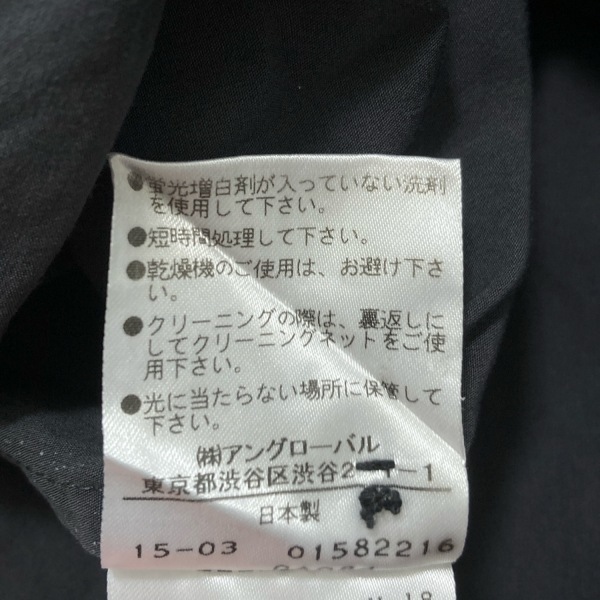 ●蛍光増白剤が入っていない洗剤
を使用して下さい。
●短時間処理して下さい。
●乾燥機のご使用は、お避け下さ
い。
●クリーニングの際は、裏返しに
してクリーニングネットをご使
用下さい。
●光に当たらない場所に保管して
下さい。
㈱アングローバル
東京都渋谷区渋谷2 1
日本製
15-03 01582216
18